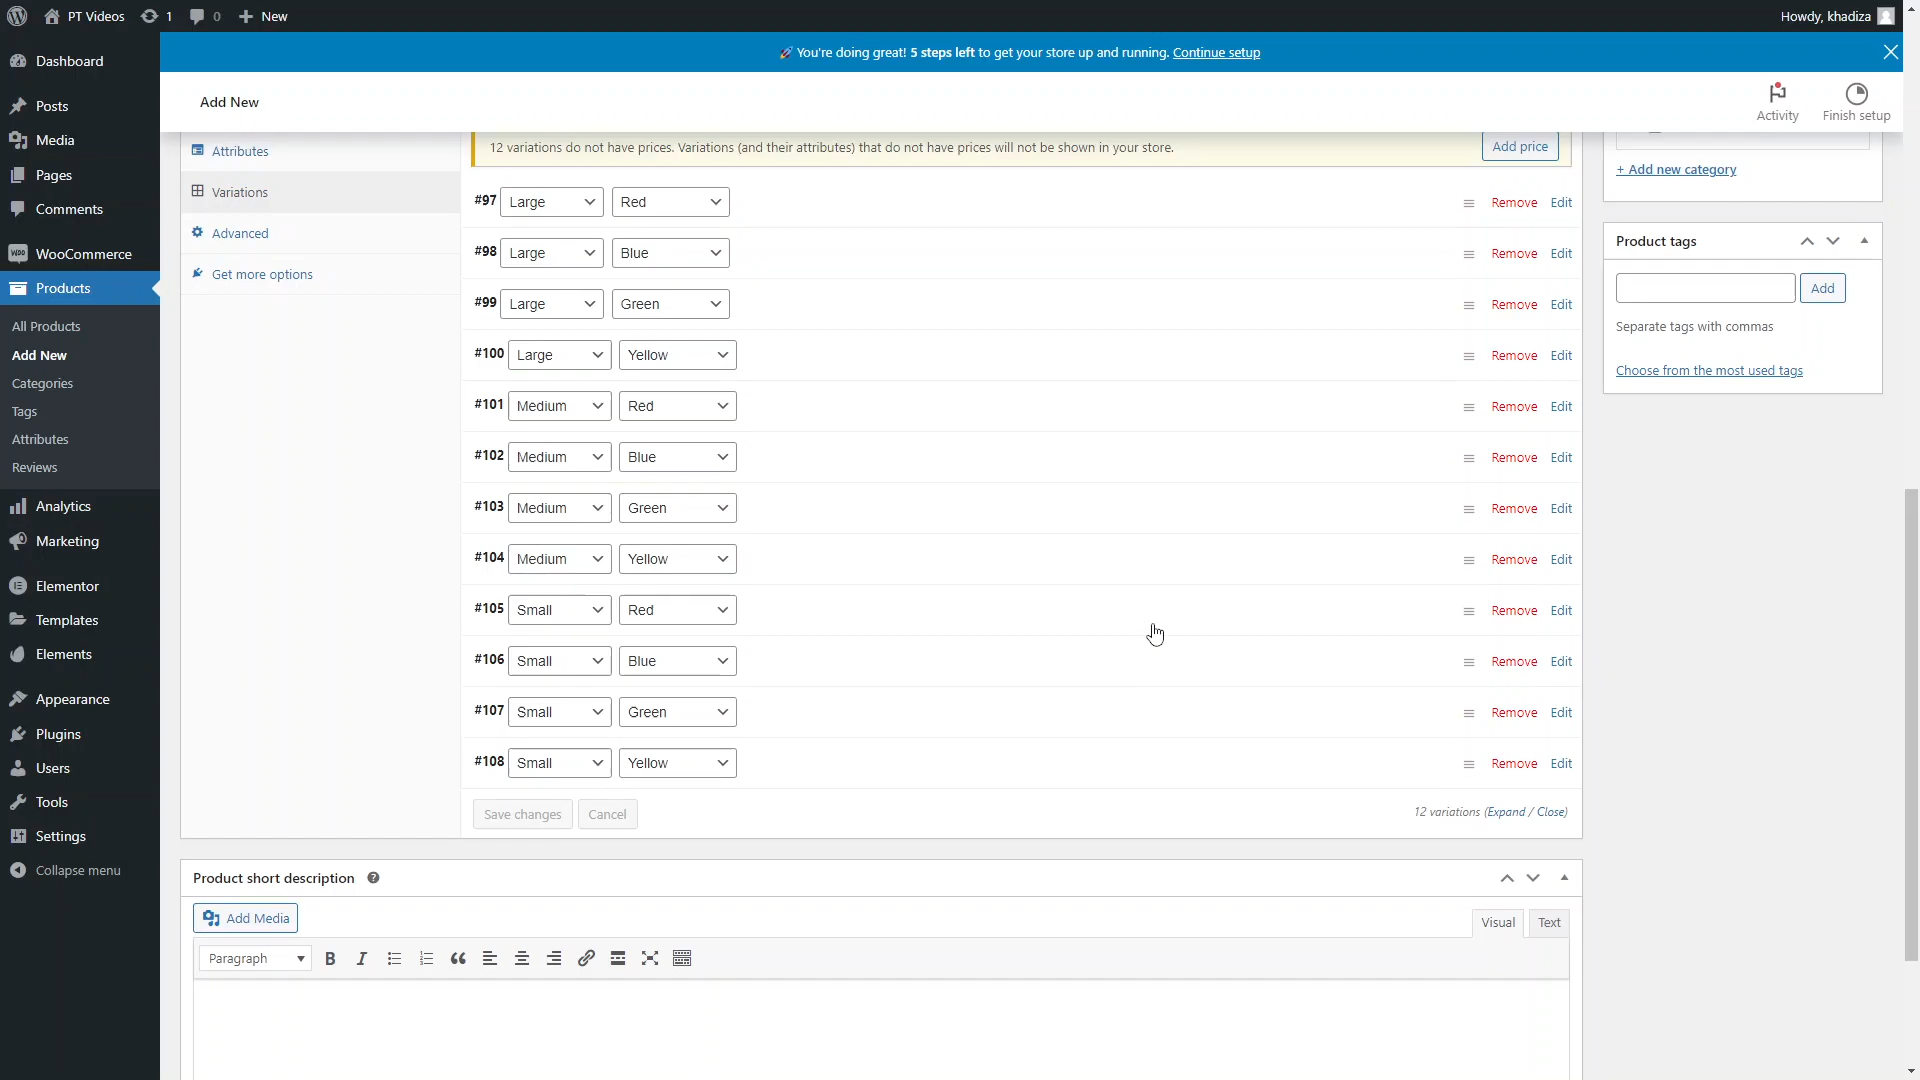 PT Videos 1 0 New Howdy, khadiza
🚀 You're doing great! 5 steps left to get your store up and running. Continue setup
Add New
Activity
Finish setup
Dashboard
Posts
Media
Pages
Comments
WooCommerce
Products
All Products
Add New
Categories
Tags
Attributes
Reviews
Analytics
Marketing
Elementor
Templates
Elements
Appearance
Plugins
Users
Tools
Settings
Collapse menu
Attributes
Variations
Advanced
Get more options
12 variations do not have prices. Variations (and their attributes) that do not have prices will not be shown in your store.
Add price
#97 Large Red Remove Edit
#98 Large Blue Remove Edit
#99 Large Green Remove Edit
#100 Large Yellow Remove Edit
#101 Medium Red Remove Edit
#102 Medium Blue Remove Edit
#103 Medium Green Remove Edit
#104 Medium Yellow Remove Edit
#105 Small Red Remove Edit
#106 Small Blue Remove Edit
#107 Small Green Remove Edit
#108 Small Yellow Remove Edit
Save changes Cancel 12 variations (Expand / Close)
Product short description
Add Media
Visual Text
Paragraph B I
+ Add new category
Product tags
Add
Separate tags with commas
Choose from the most used tags